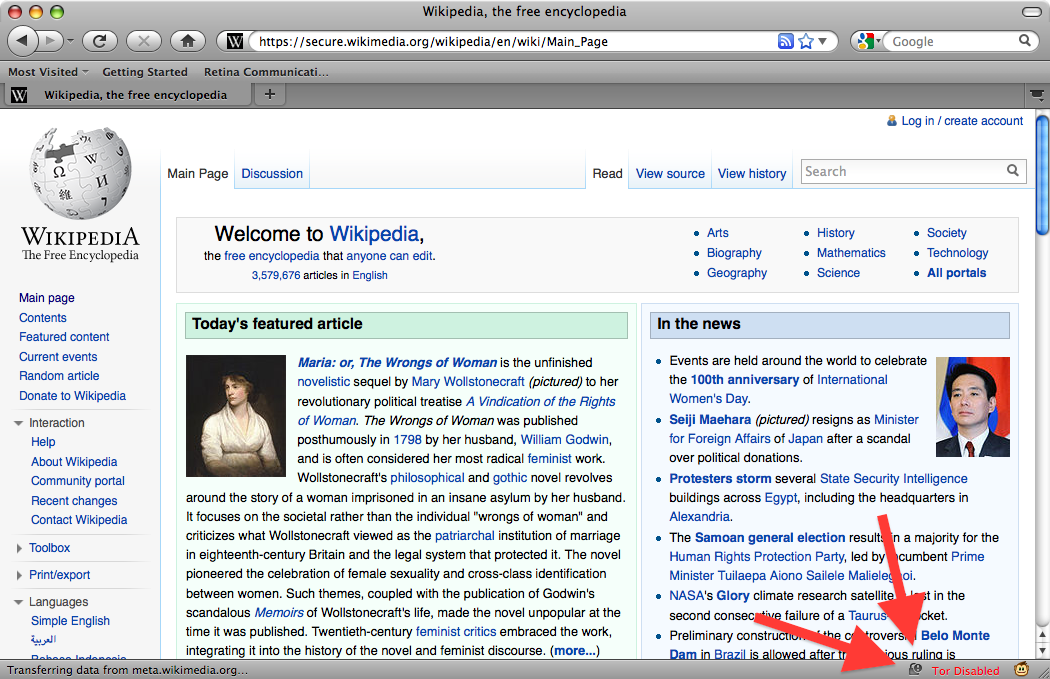 Wikipedia, the free encyclopedia
W https://secure.wikimedia.org/wikipedia/en/wiki/Main_Page
Google
Most Visited Getting Started Retina Communicati...
W Wikipedia, the free encyclopedia +
Log in / create account
Main Page Discussion Read View source View history Search
WIKIPEDIA
The Free Encyclopedia
Main page
Contents
Featured content
Current events
Random article
Donate to Wikipedia
Interaction
Help
About Wikipedia
Community portal
Recent changes
Contact Wikipedia
Toolbox
Print/export
Languages
Simple English
العربية
Bahasa Indonesia
Welcome to Wikipedia,
the free encyclopedia that anyone can edit.
3,579,676 articles in English
Arts
Biography
Geography
History
Mathematics
Science
Society
Technology
All portals
Today's featured article
Maria: or, The Wrongs of Woman is the unfinished
novelistic sequel by Mary Wollstonecraft (pictured) to her
revolutionary political treatise A Vindication of the Rights
of Woman. The Wrongs of Woman was published
posthumously in 1798 by her husband, William Godwin,
and is often considered her most radical feminist work.
Wollstonecraft's philosophical and gothic novel revolves
around the story of a woman imprisoned in an insane asylum by her husband.
It focuses on the societal rather than the individual "wrongs of woman" and
criticizes what Wollstonecraft viewed as the patriarchal institution of marriage
in eighteenth-century Britain and the legal system that protected it. The novel
pioneered the celebration of female sexuality and cross-class identification
between women. Such themes, coupled with the publication of Godwin's
scandalous Memoirs of Wollstonecraft's life, made the novel unpopular at the
time it was published. Twentieth-century feminist critics embraced the work,
integrating it into the history of the novel and feminist discourse. (more...)
In the news
Events are held around the world to celebrate
the 100th anniversary of International
Women's Day.
Seiji Maehara (pictured) resigns as Minister
for Foreign Affairs of Japan after a scandal
over political donations.
Protesters storm several State Security Intelligence
buildings across Egypt, including the headquarters in
Alexandria.
The Samoan general election results in a majority for the
Human Rights Protection Party, led by incumbent Prime
Minister Tuilaepa Aiono Sailele Malielegaoi.
NASA's Glory climate research satellite is lost in the
second consecutive failure of a Taurus rocket.
Preliminary construction of the controversial Belo Monte
Dam in Brazil is allowed after the previous ruling is
Transferring data from meta.wikimedia.org...
Tor Disabled